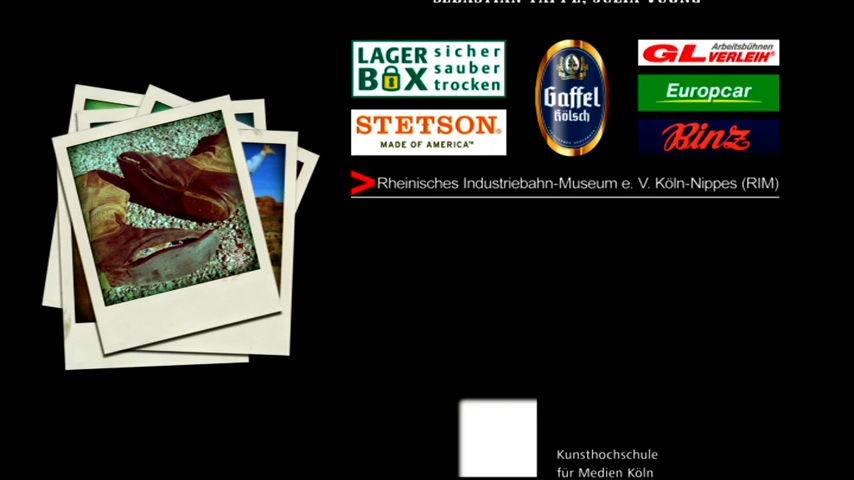 LAGER BOX
sicher
sauber
trocken
STETSON®
MADE OF AMERICA™
Gaffel
Kölsch
GL Arbeitsbühnen
VERLEIH®
Europcar
Binz
Rheinisches Industriebahn-Museum e. V. Köln-Nippes (RIM)
Kunsthochschule
für Medien Köln